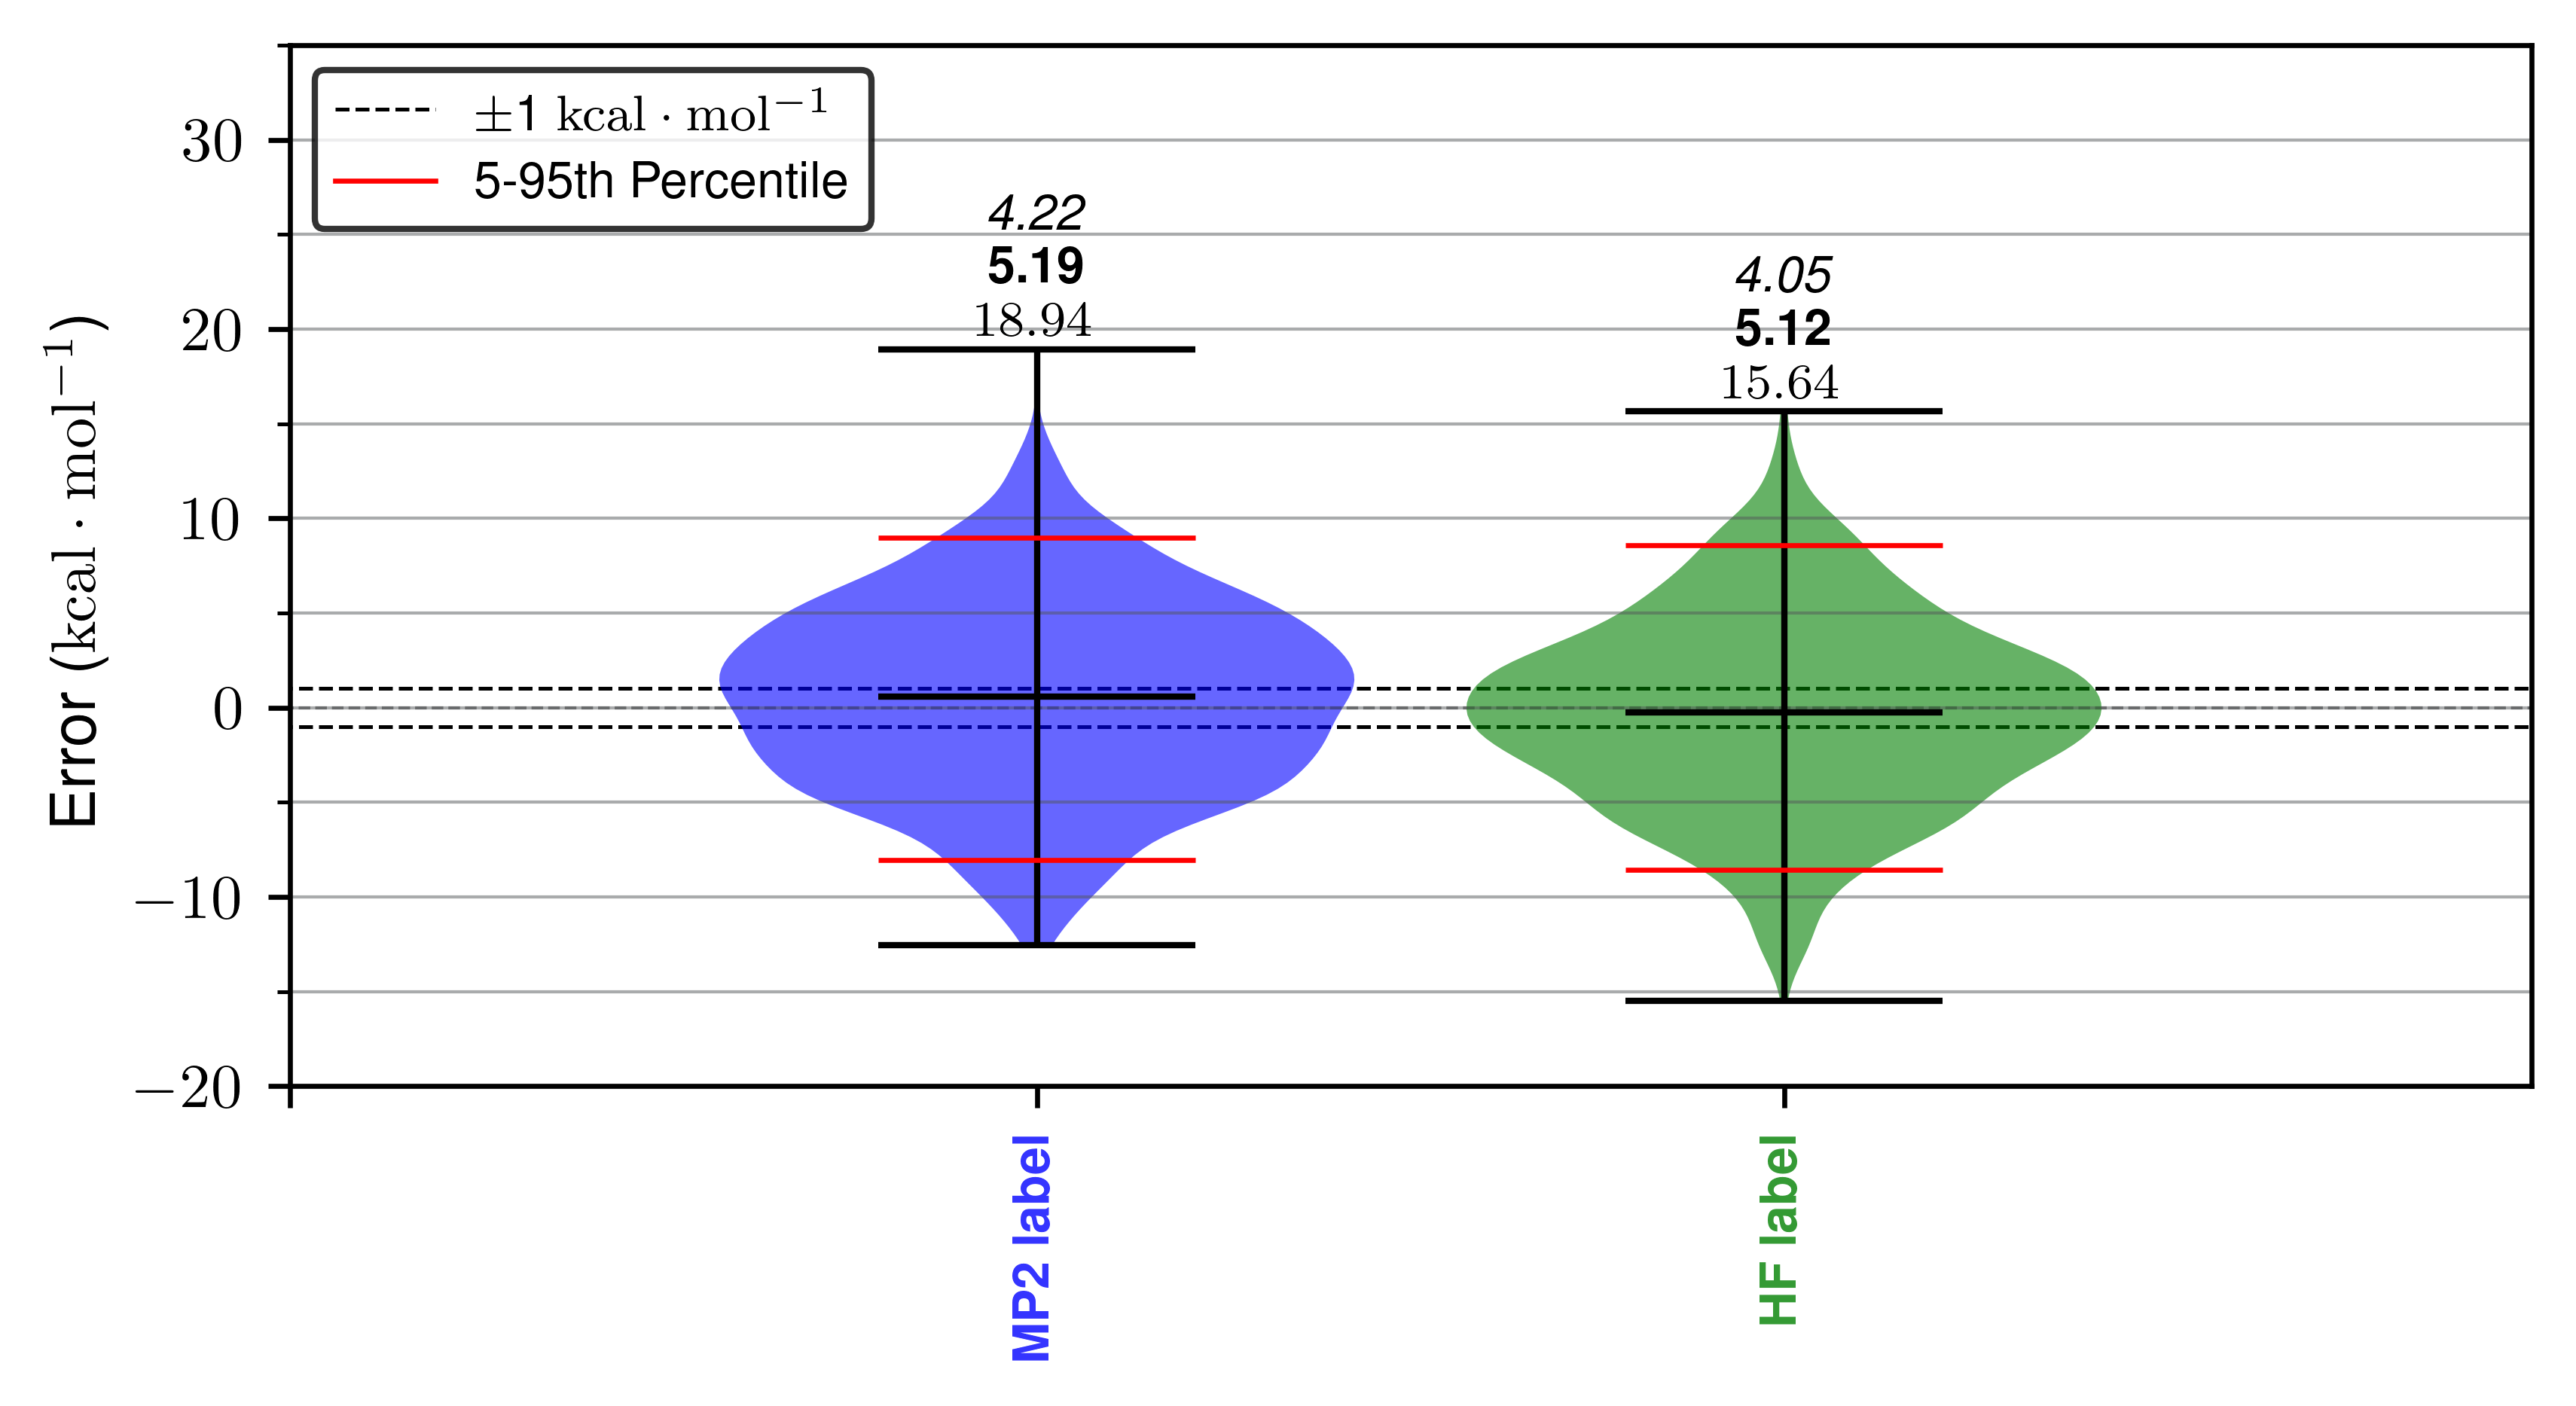 ±1 kcal · mol⁻¹
5-95th Percentile
Error (kcal · mol⁻¹)
30
20
10
0
−10
−20
4.22
5.19
18.94
4.05
5.12
15.64
MP2 label
HF label